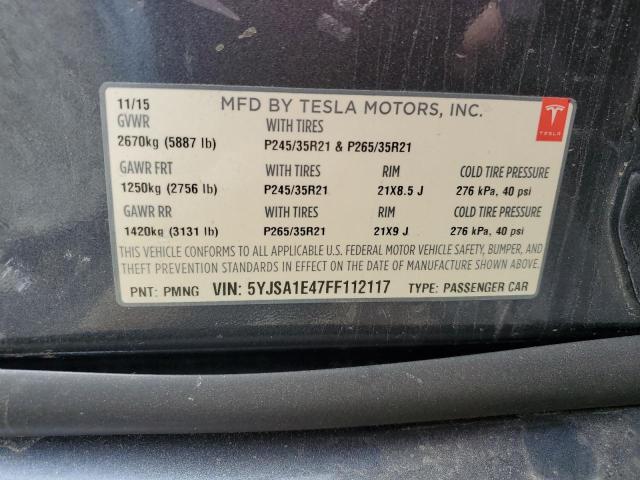 11/15 MFD BY TESLA MOTORS, INC.
GVWR WITH TIRES
2670kg (5887 lb) P245/35R21 & P265/35R21
TESLA
GAWR FRT WITH TIRES RIM COLD TIRE PRESSURE
1250kg (2756 lb) P245/35R21 21X8.5 J 276 kPa, 40 psi
GAWR RR WITH TIRES RIM COLD TIRE PRESSURE
1420kg (3131 lb) P265/35R21 21X9 J 276 kPa, 40 psi
THIS VEHICLE CONFORMS TO ALL APPLICABLE U.S. FEDERAL MOTOR VEHICLE SAFETY, BUMPER, AND
THEFT PREVENTION STANDARDS IN EFFECT ON THE DATE OF MANUFACTURE SHOWN ABOVE.
PNT: PMNG VIN: 5YJSA1E47FF112117 TYPE: PASSENGER CAR